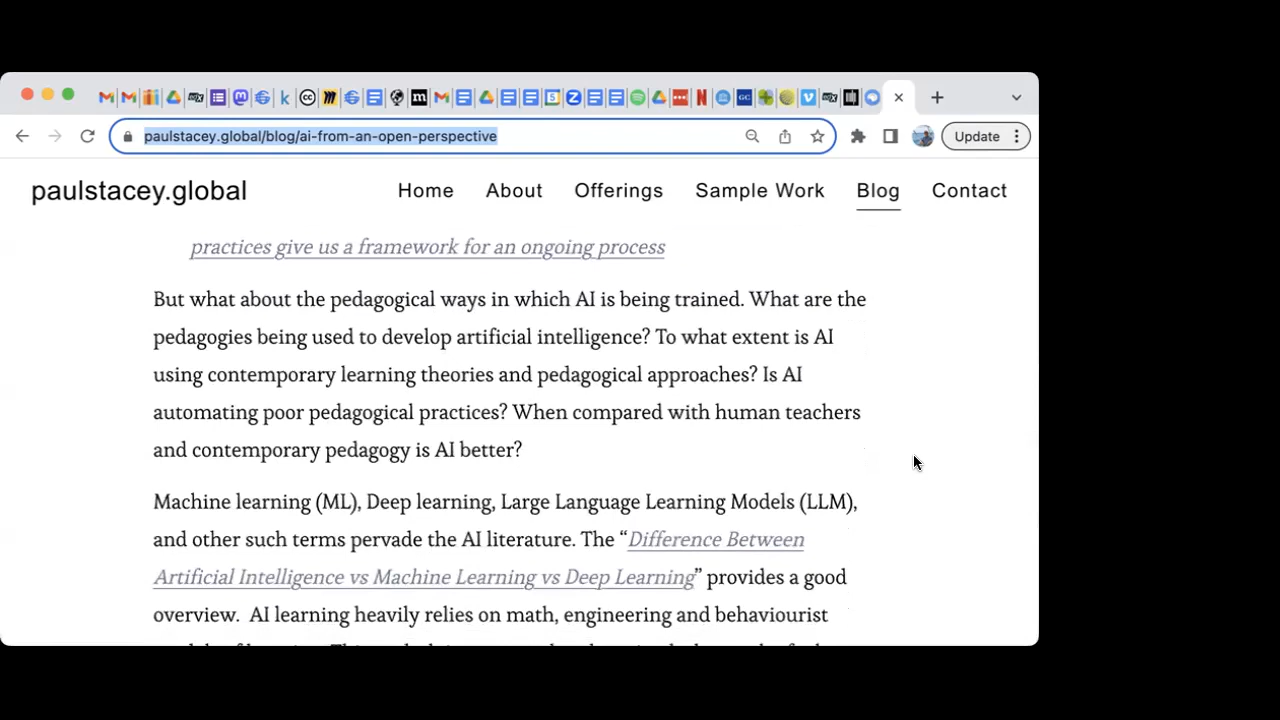 paulstacey.global/blog/ai-from-an-open-perspective
Update
paulstacey.global
Home
About
Offerings
Sample Work
Blog
Contact
practices give us a framework for an ongoing process
But what about the pedagogical ways in which AI is being trained. What are the
pedagogies being used to develop artificial intelligence? To what extent is AI
using contemporary learning theories and pedagogical approaches? Is AI
automating poor pedagogical practices? When compared with human teachers
and contemporary pedagogy is AI better?
Machine learning (ML), Deep learning, Large Language Learning Models (LLM),
and other such terms pervade the AI literature. The “Difference Between
Artificial Intelligence vs Machine Learning vs Deep Learning” provides a good
overview.  AI learning heavily relies on math, engineering and behaviourist